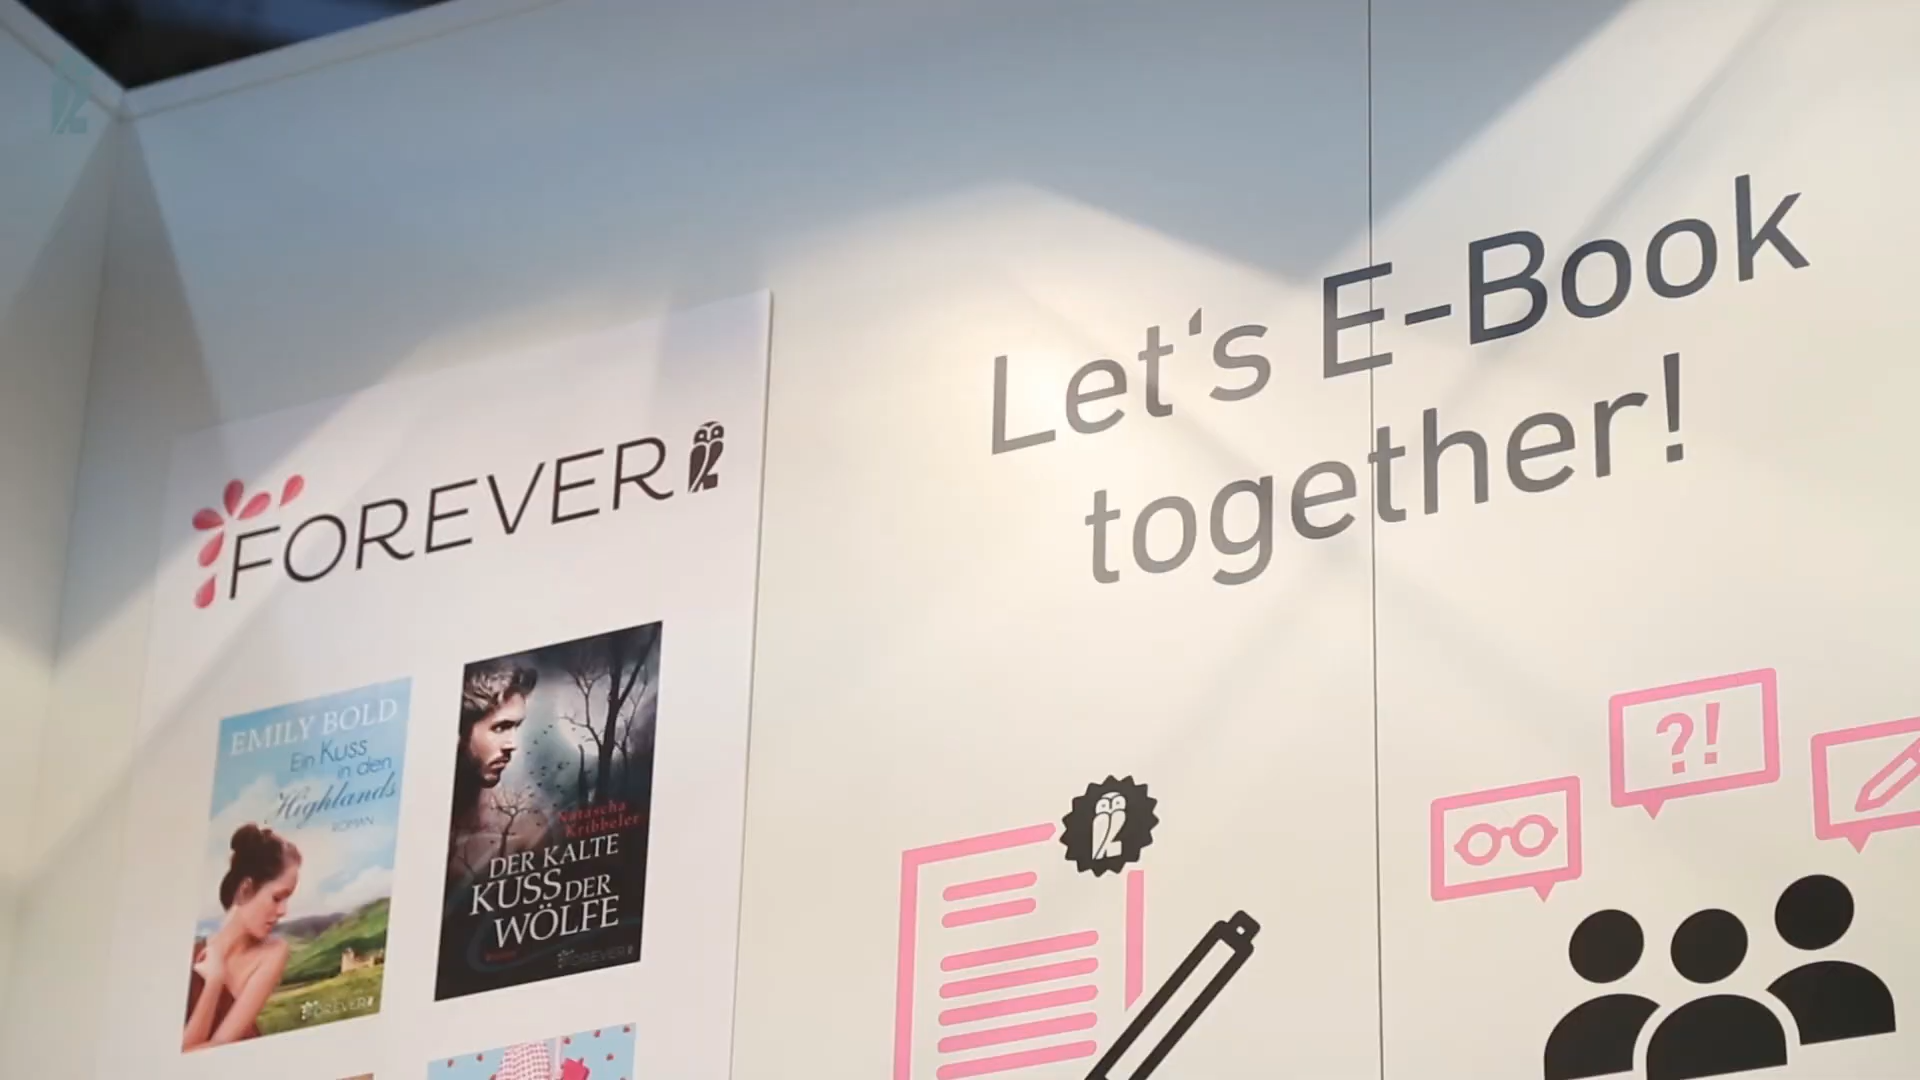 FOREVER
Let's E-Book
together!
EMILY BOLD
Ein Kuss
in den
Highlands
ROMAN
FOREVER
Natascha
Kribbeler
DER KALTE
KUSS DER
WÖLFE
Roman
FOREVER
?!